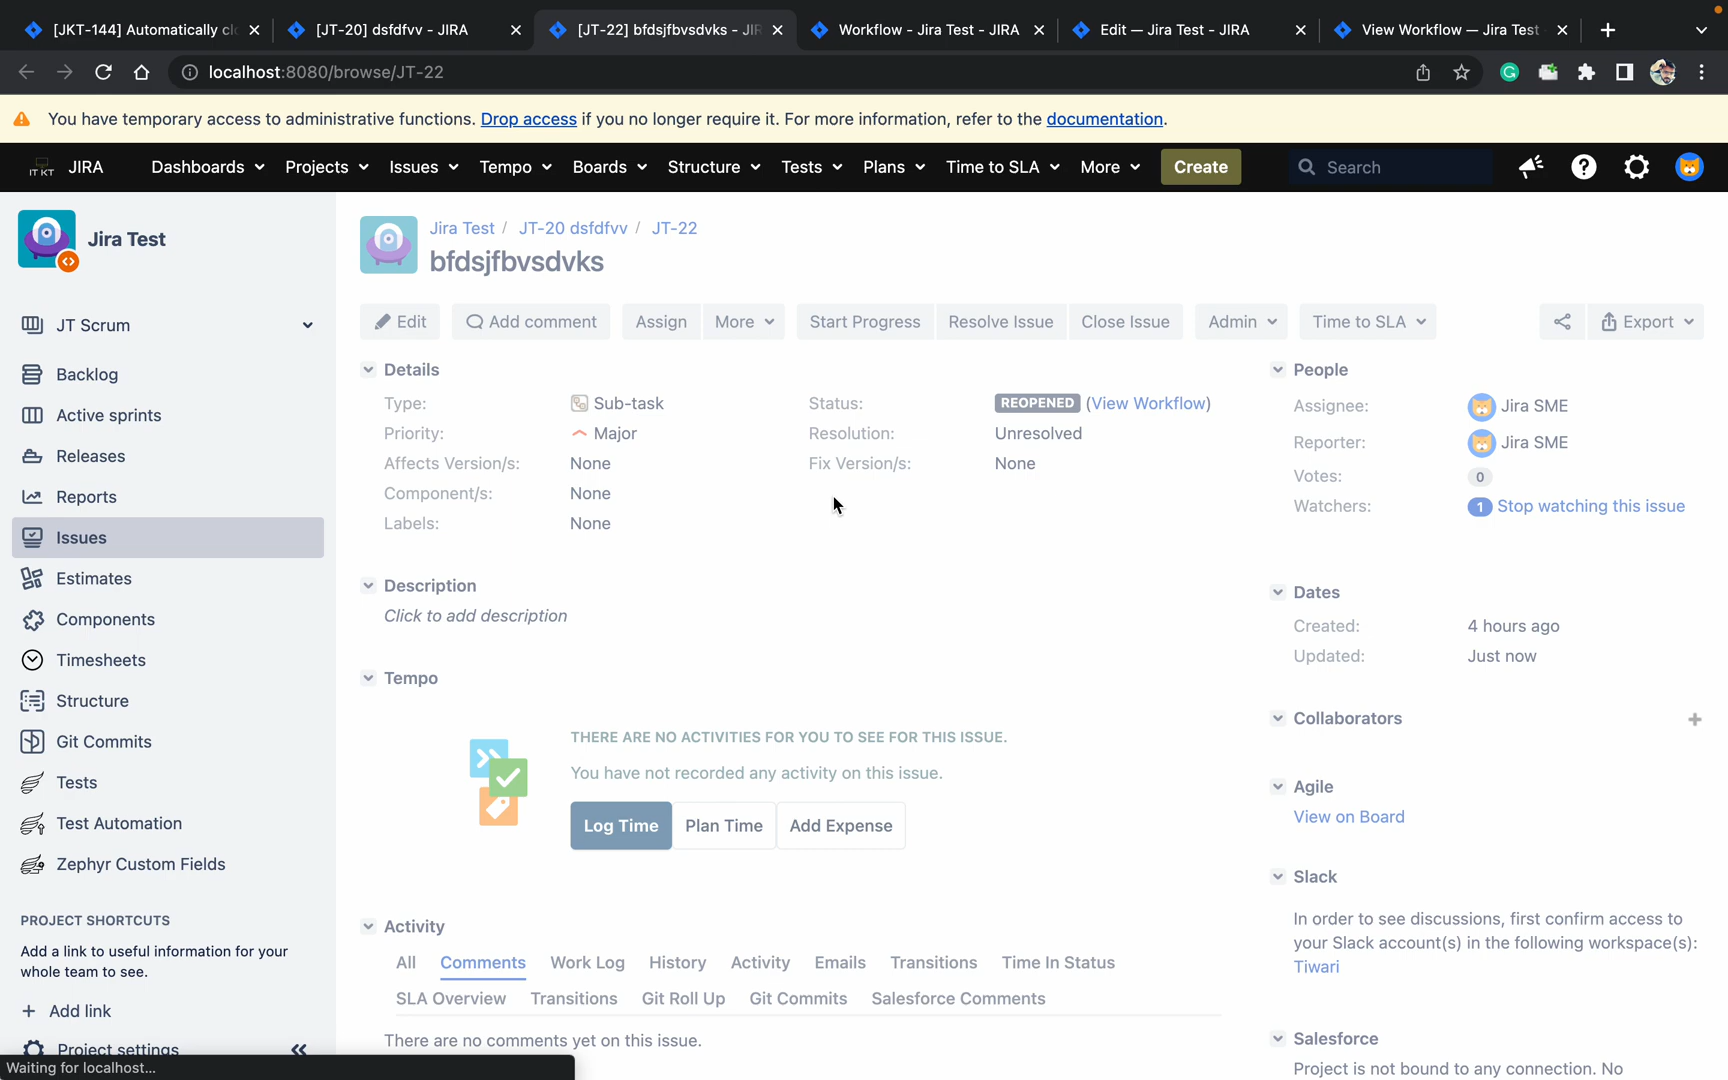 [JKT-144] Automatically cl
[JT-20] dsfdfvv - JIRA
[JT-22] bfdsjfbvsdvks - JIR
Workflow - Jira Test - JIRA
Edit — Jira Test - JIRA
View Workflow — Jira Test
localhost:8080/browse/JT-22
You have temporary access to administrative functions. Drop access if you no longer require it. For more information, refer to the documentation.
IT KT
JIRA
Dashboards
Projects
Issues
Tempo
Boards
Structure
Tests
Plans
Time to SLA
More
Create
Search
Jira Test
JT Scrum
Backlog
Active sprints
Releases
Reports
Issues
Estimates
Components
Timesheets
Structure
Git Commits
Tests
Test Automation
Zephyr Custom Fields
PROJECT SHORTCUTS
Add a link to useful information for your
whole team to see.
+ Add link
Project settings
Waiting for localhost...
Jira Test / JT-20 dsfdfvv / JT-22
bfdsjfbvsdvks
Edit
Add comment
Assign
More
Start Progress
Resolve Issue
Close Issue
Admin
Time to SLA
Export
Details
Type: Sub-task
Priority: Major
Affects Version/s: None
Component/s: None
Labels: None
Status: REOPENED (View Workflow)
Resolution: Unresolved
Fix Version/s: None
Description
Click to add description
Tempo
THERE ARE NO ACTIVITIES FOR YOU TO SEE FOR THIS ISSUE.
You have not recorded any activity on this issue.
Log Time
Plan Time
Add Expense
Activity
All
Comments
Work Log
History
Activity
Emails
Transitions
Time In Status
SLA Overview
Transitions
Git Roll Up
Git Commits
Salesforce Comments
There are no comments yet on this issue.
People
Assignee: Jira SME
Reporter: Jira SME
Votes: 0
Watchers: 1 Stop watching this issue
Dates
Created: 4 hours ago
Updated: Just now
Collaborators
Agile
View on Board
Slack
In order to see discussions, first confirm access to
your Slack account(s) in the following workspace(s):
Tiwari
Salesforce
Project is not bound to any connection. No